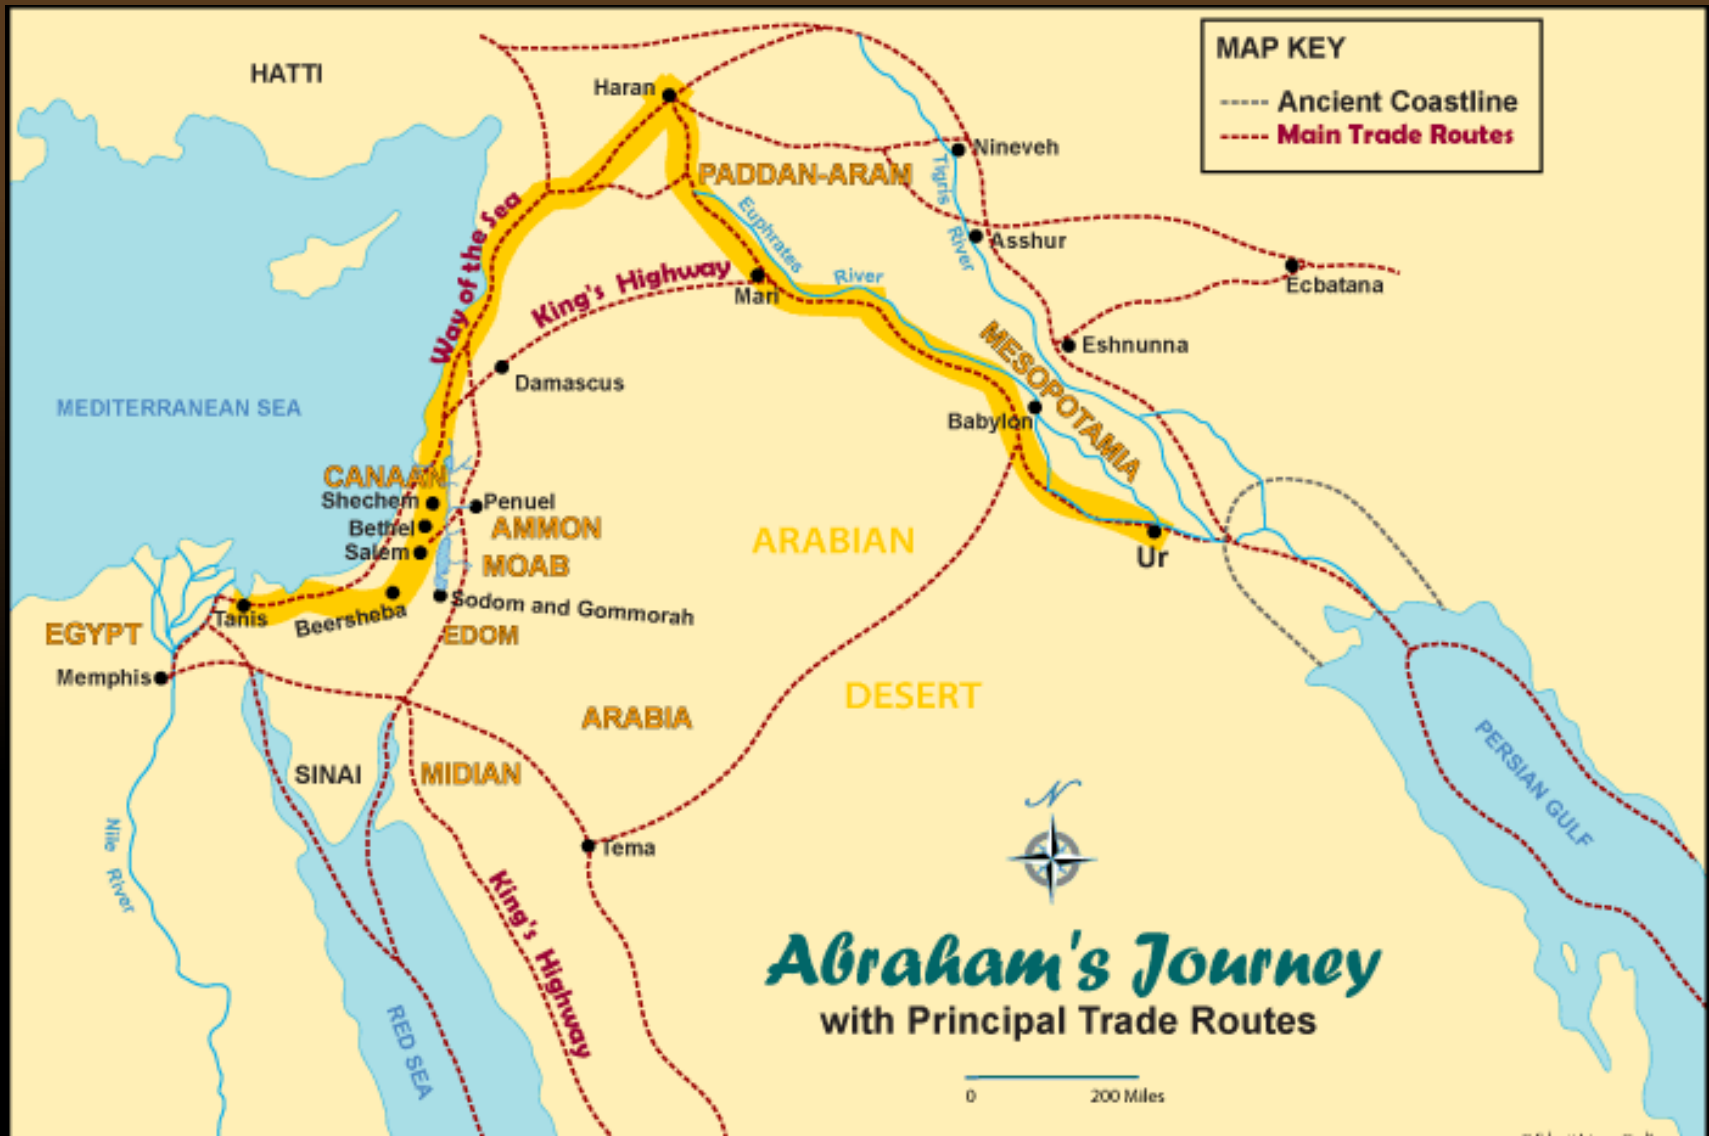 HATTI
MAP KEY
Ancient Coastline
Main Trade Routes
Haran
Nineveh
PADDAN-ARAM
Tigris
River
Euphrates
River
Asshur
Ecbatana
Way of the Sea
King's Highway
Mari
Eshnunna
MESOPOTAMIA
Damascus
MEDITERRANEAN SEA
Babylon
CANAAN
Shechem
Penuel
Bethel
AMMON
Salem
MOAB
ARABIAN
Ur
Sodom and Gommorah
Tanis
Beersheba
EGYPT
EDOM
Memphis
DESERT
ARABIA
SINAI
MIDIAN
PERSIAN GULF
Nile River
Tema
N
King's Highway
Abraham's Journey
with Principal Trade Routes
RED SEA
0 200 Miles